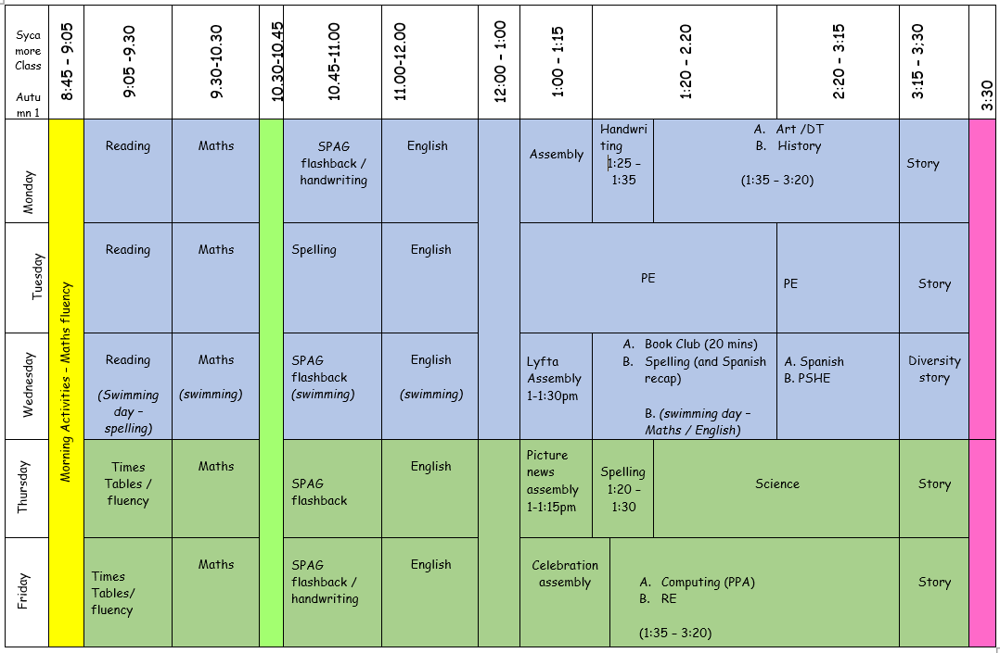 Syca
more
Class
Autu
mn 1
8:45 – 9:05
9:05 -9.30
9.30-10.30
10.30-10.45
10.45-11.00
11.00-12.00
12:00 – 1:00
1:00 – 1:15
1:20 – 2.20
2:20 – 3:15
3:15 – 3:30
3:30
Morning Activities – Maths fluency
Monday
Reading
Maths
SPAG
flashback /
handwriting
English
Assembly
Handwri
ting
1:25 –
1:35
A. Art /DT
B. History
(1:35 – 3:20)
Story
Tuesday
Reading
Maths
Spelling
English
PE
PE
Story
Wednesday
Reading
(Swimming
day –
spelling)
Maths
(swimming)
SPAG
flashback
(swimming)
English
(swimming)
Lyfta
Assembly
1-1:30pm
A. Book Club (20 mins)
B. Spelling (and Spanish
recap)
B. (swimming day –
Maths / English)
A. Spanish
B. PSHE
Diversity
story
Thursday
Times
Tables /
fluency
Maths
SPAG
flashback
English
Picture
news
assembly
1-1:15pm
Spelling
1:20 –
1:30
Science
Story
Friday
Times
Tables/
fluency
Maths
SPAG
flashback /
handwriting
English
Celebration
assembly
A. Computing (PPA)
B. RE
(1:35 – 3:20)
Story